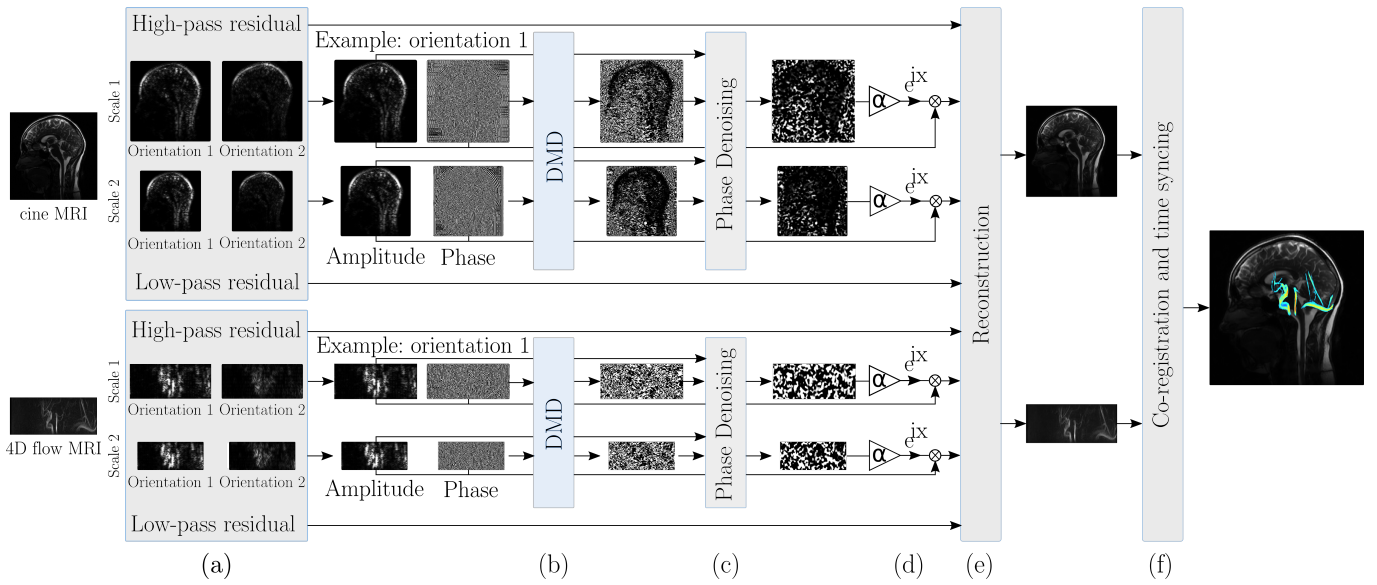 High-pass residual
Example: orientation 1
Scale 1
Orientation 1 Orientation 2
α
e^ix
Scale 2
Orientation 1 Orientation 2
α
e^ix
cine MRI
Amplitude Phase
DMD
Phase Denoising
Low-pass residual
High-pass residual
Example: orientation 1
Scale 1
Orientation 1 Orientation 2
α
e^ix
Scale 2
Orientation 1 Orientation 2
α
e^ix
4D flow MRI
Amplitude Phase
DMD
Phase Denoising
Low-pass residual
Reconstruction
Co-registration and time syncing
(a) (b) (c) (d) (e) (f)